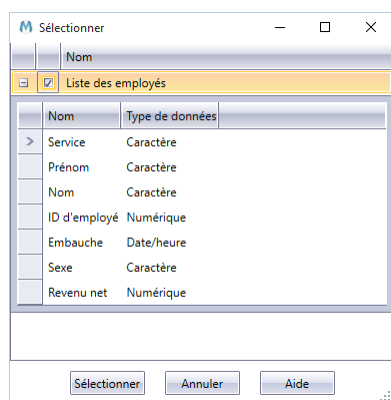 Sélectionner
Nom
Liste des employés
Nom Type de données
Service Caractère
Prénom Caractère
Nom Caractère
ID d'employé Numérique
Embauche Date/heure
Sexe Caractère
Revenu net Numérique
Sélectionner Annuler Aide